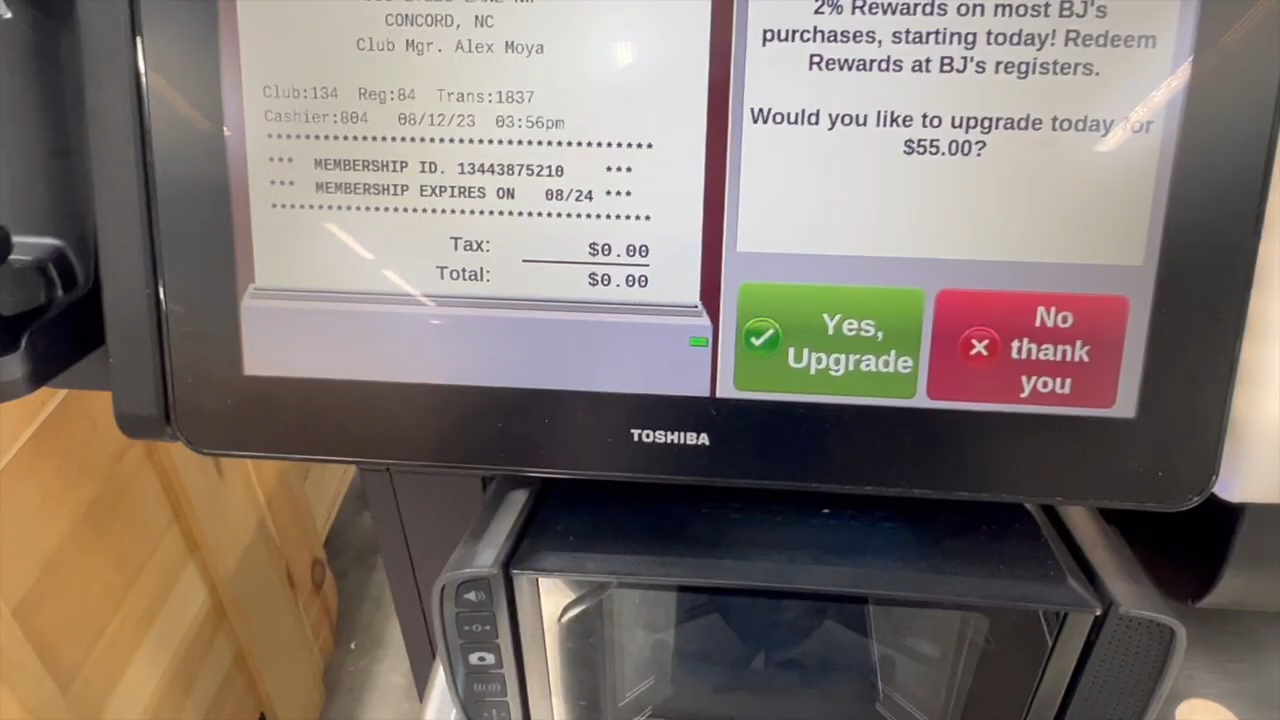 CONCORD, NC
Club Mgr. Alex Moya
Club:134 Reg:84 Trans:1837
Cashier:804 08/12/23 03:56pm
***********************************************
*** MEMBERSHIP ID. 13443875210 ***
*** MEMBERSHIP EXPIRES ON 08/24 ***
***********************************************
Tax: $0.00
Total: $0.00
2% Rewards on most BJ's
purchases, starting today! Redeem
Rewards at BJ's registers.
Would you like to upgrade today for
$55.00?
Yes,
Upgrade
No
thank
you
TOSHIBA